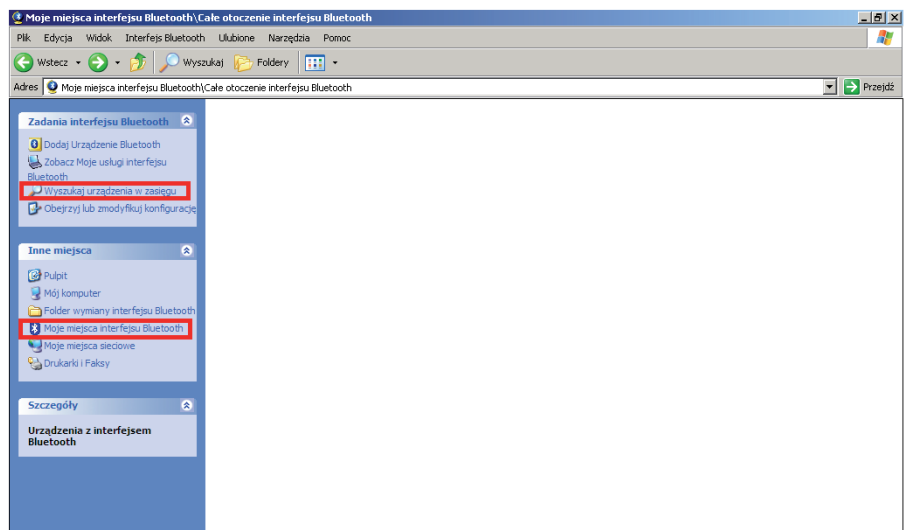 Moje miejsca interfejsu Bluetooth\Całe otoczenie interfejsu Bluetooth
Plik Edycja Widok Interfejs Bluetooth Ulubione Narzędzia Pomoc
Wstecz Wyszukaj Foldery
Adres Moje miejsca interfejsu Bluetooth\Całe otoczenie interfejsu Bluetooth Przejdź
Zadania interfejsu Bluetooth
Dodaj Urządzenie Bluetooth
Zobacz Moje usługi interfejsu
Bluetooth
Wyszukaj urządzenia w zasięgu
Obejrzyj lub zmodyfikuj konfigurację
Inne miejsca
Pulpit
Mój komputer
Folder wymiany interfejsu Bluetooth
Moje miejsca interfejsu Bluetooth
Moje miejsca sieciowe
Drukarki i Faksy
Szczegóły
Urządzenia z interfejsem
Bluetooth